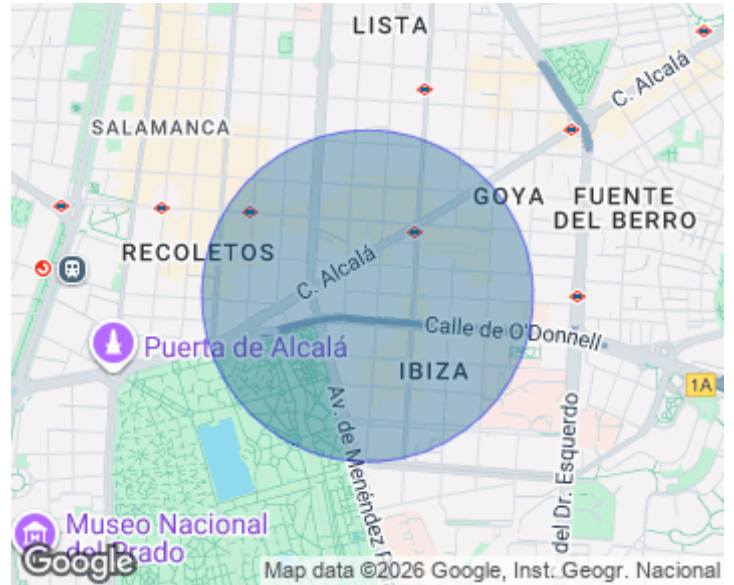 LISTA
C. Alcalá
SALAMANCA
GOYA
FUENTE
DEL BERRO
RECOLETOS
C. Alcalá
Calle de O'Donnell
Puerta de Alcalá
IBIZA
1A
Av. de Menéndez P
del Dr. Esquerdo
Museo Nacional
del Prado
Google
Map data ©2026 Google, Inst. Geogr. Nacional